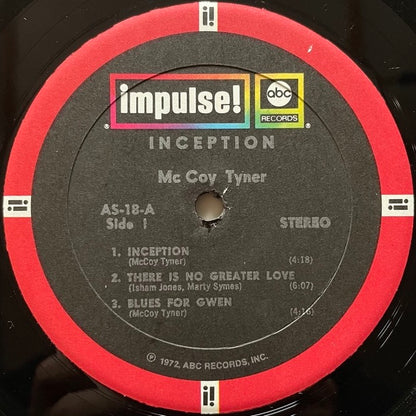 i!
impulse!
abc
RECORDS
INCEPTION
Mc Coy Tyner
AS-18-A
Side 1
STEREO
1. INCEPTION
(McCoy Tyner)
(4:18)
2. THERE IS NO GREATER LOVE
(Isham Jones, Marty Symes)
(6:07)
3. BLUES FOR GWEN
(McCoy Tyner)
(4:16)
Ⓟ 1972, ABC RECORDS, INC.
i!
i!
i!